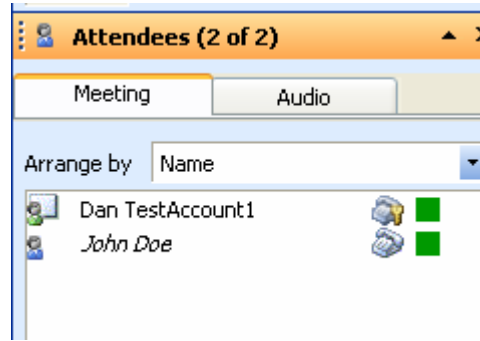 Attendees (2 of 2)
Meeting Audio
Arrange by Name
Dan TestAccount1
John Doe